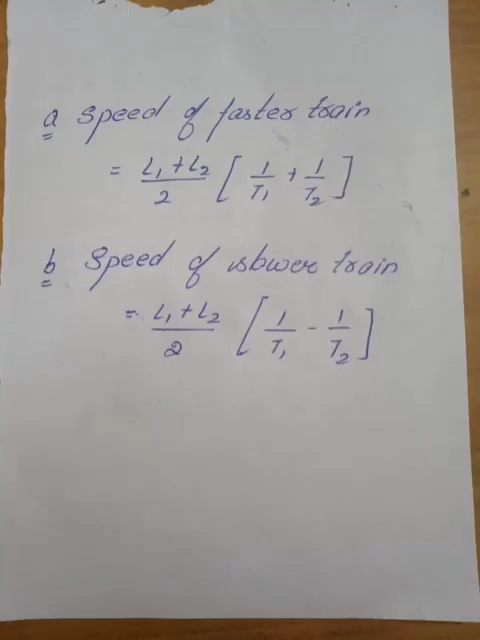 a speed of faster train
= L₁+L₂/2 [ 1/T₁ + 1/T₂ ]
b speed of slower train
= L₁+L₂/2 [ 1/T₁ - 1/T₂ ]